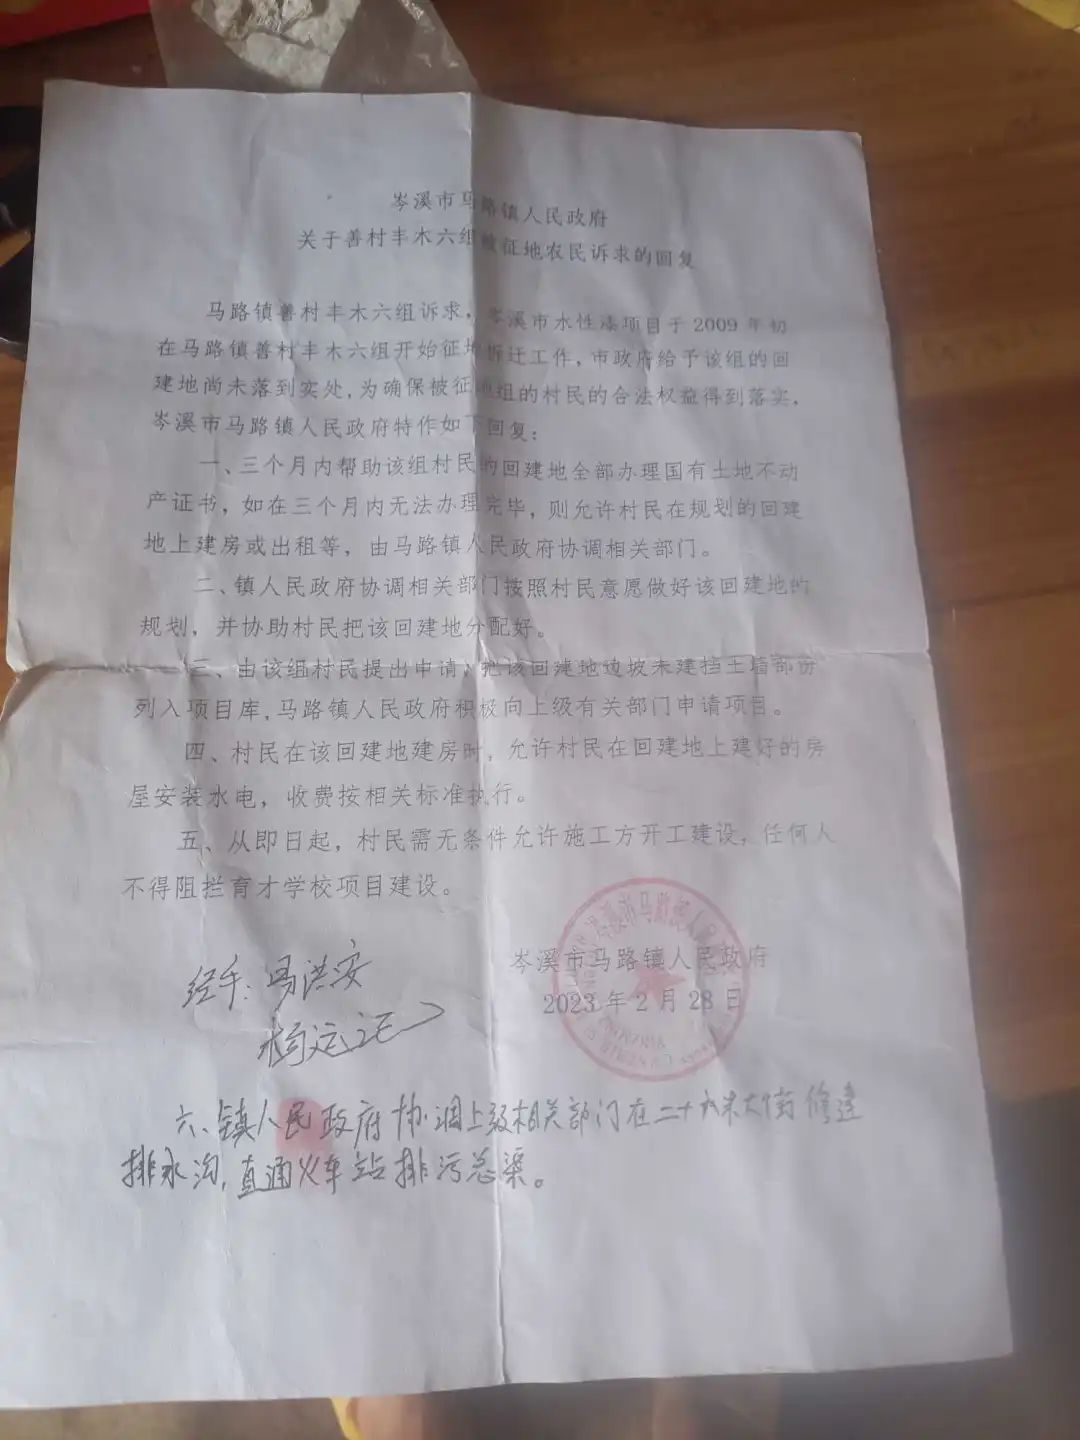 岑溪市马路镇人民政府
关于善村丰木六组被征地农民诉求的回复
马路镇善村丰木六组诉求，岑溪市水性漆项目于2009年初
在马路镇善村丰木六组开始征地拆迁工作，市政府给予该组的回
建地尚未落到实处，为确保被征地组的村民的合法权益得到落实，
岑溪市马路镇人民政府特作如下回复：
一、三个月内帮助该组村民的回建地全部办理国有土地不动
产证书，如在三个月内无法办理完毕，则允许村民在规划的回建
地上建房或出租等，由马路镇人民政府协调相关部门。
二、镇人民政府协调相关部门按照村民意愿做好该回建地的
规划，并协助村民把该回建地分配好。
三、由该组村民提出申请，把该回建地边坡未建挡土墙部份
列入项目库，马路镇人民政府积极向上级有关部门申请项目。
四、村民在该回建地建房时，允许村民在回建地上建好的房
屋安装水电，收费按相关标准执行。
五、从即日起，村民需无条件允许施工方开工建设，任何人
不得阻拦育才学校项目建设。
岑溪市马路镇人民政府
2023年2月28日
经手：马洪安
杨运
六、镇人民政府协调上级相关部门在二十六米大街修建
排水沟，直通火车站排污总渠。